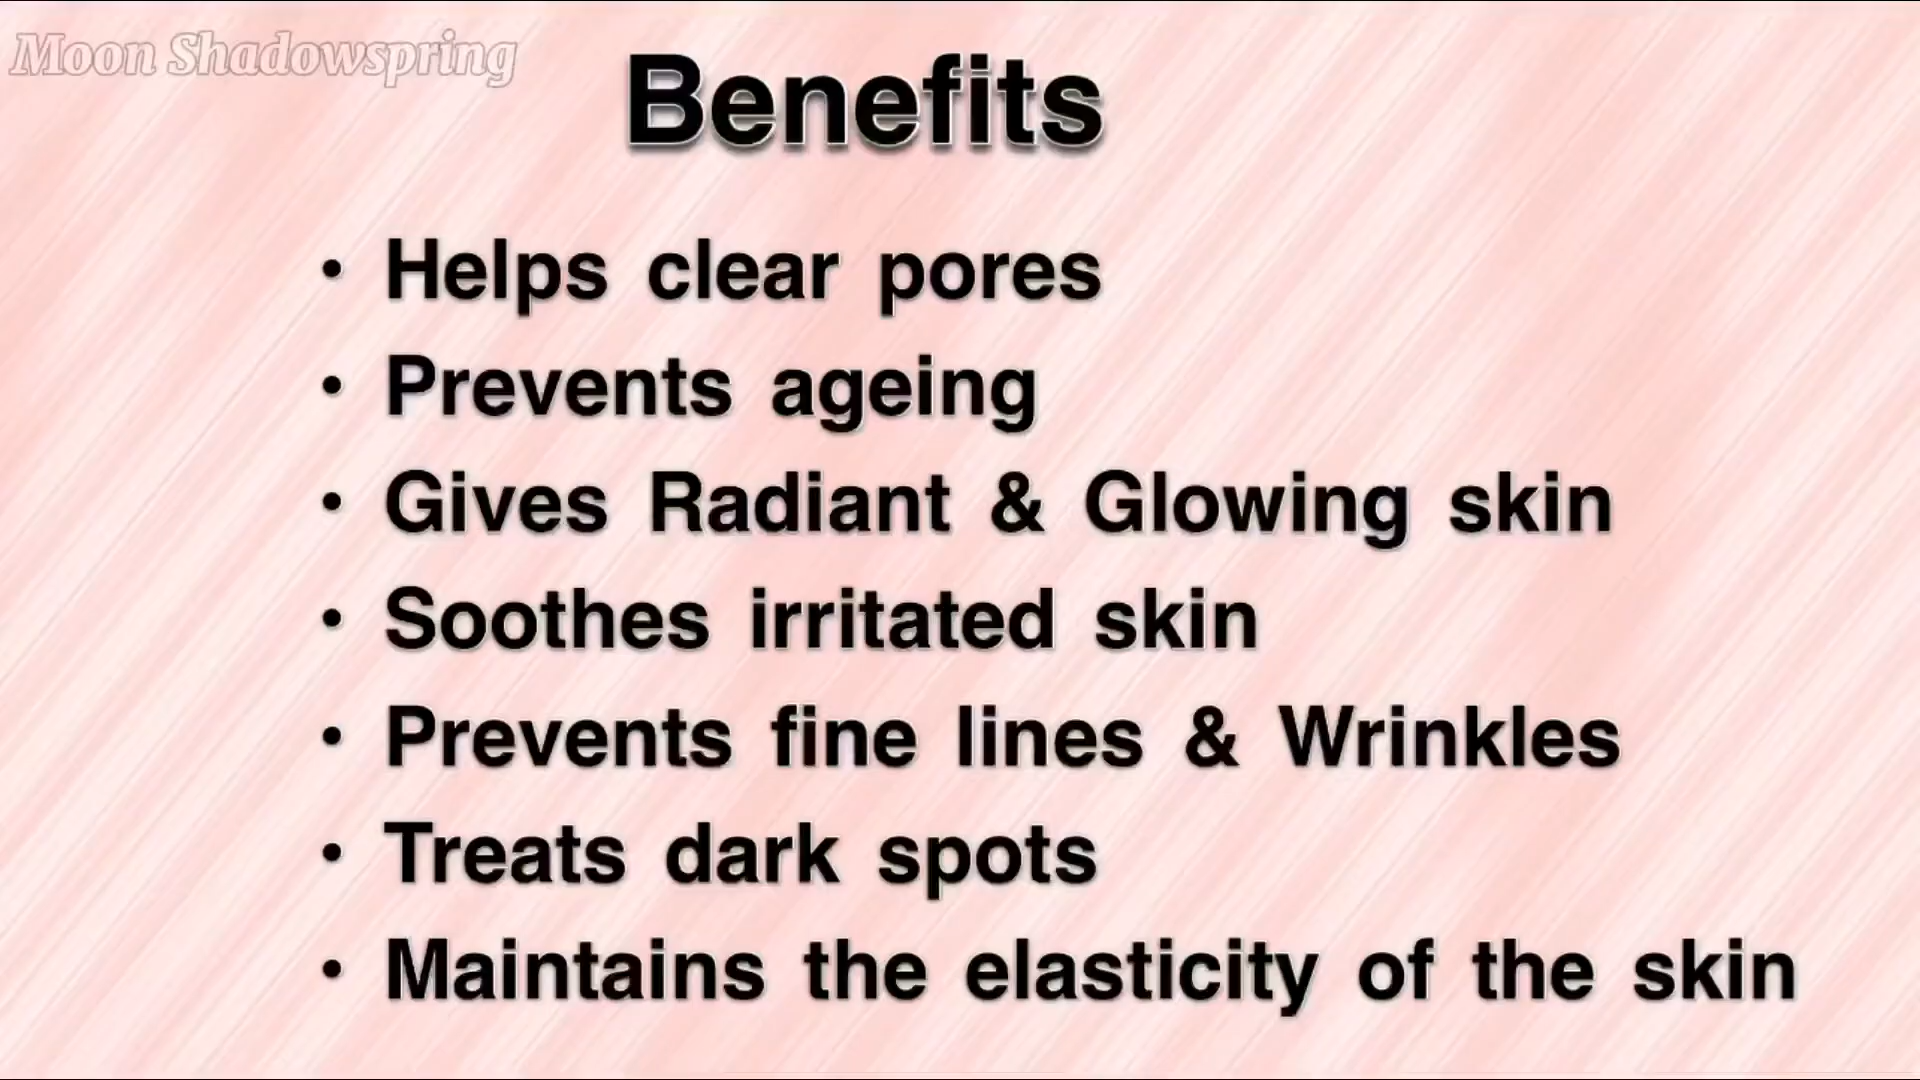 Moon Shadowspring
Benefits
• Helps clear pores
• Prevents ageing
• Gives Radiant & Glowing skin
• Soothes irritated skin
• Prevents fine lines & Wrinkles
• Treats dark spots
• Maintains the elasticity of the skin